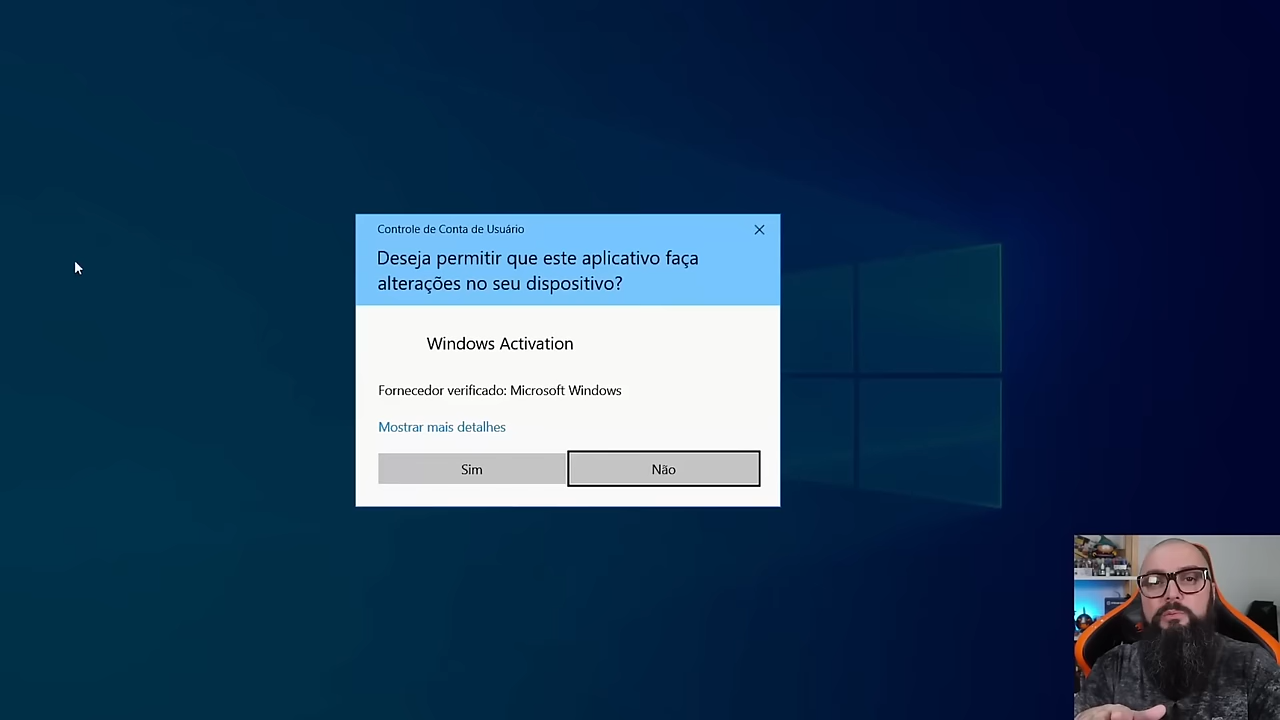 Controle de Conta de Usuário
Deseja permitir que este aplicativo faça
alterações no seu dispositivo?
Windows Activation
Fornecedor verificado: Microsoft Windows
Mostrar mais detalhes
Sim
Não